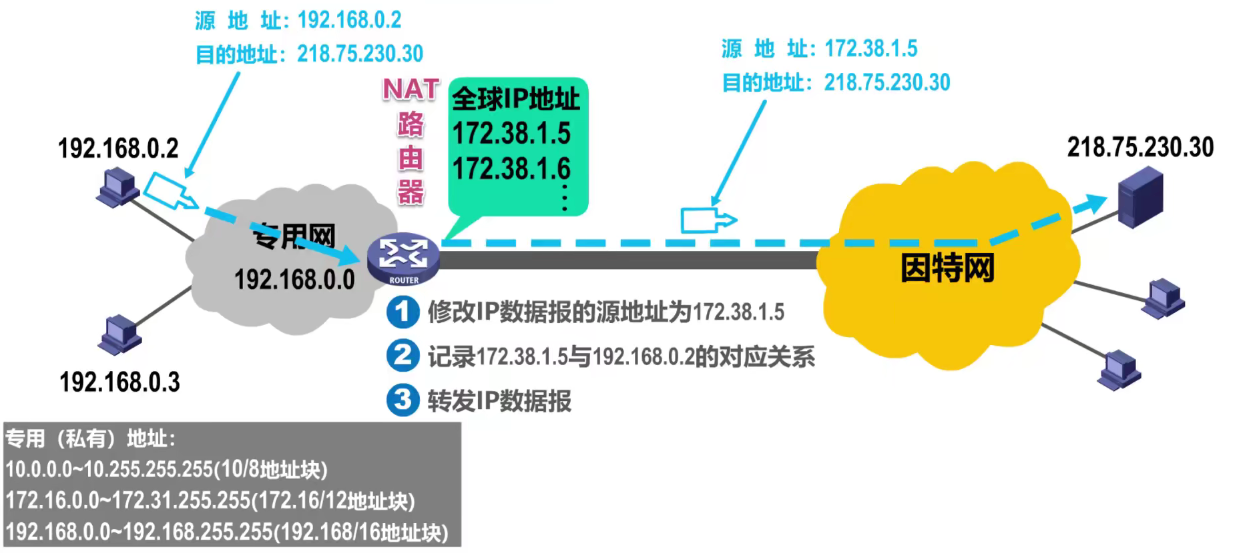 源 地 址：192.168.0.2
目的地址：218.75.230.30
源 地 址：172.38.1.5
目的地址：218.75.230.30
NAT
路
由
器
全球IP地址
172.38.1.5
172.38.1.6
⋮
192.168.0.2
218.75.230.30
专用网
192.168.0.0
ROUTER
因特网
192.168.0.3
1 修改IP数据报的源地址为172.38.1.5
2 记录172.38.1.5与192.168.0.2的对应关系
3 转发IP数据报
专用（私有）地址：
10.0.0.0~10.255.255.255(10/8地址块)
172.16.0.0~172.31.255.255(172.16/12地址块)
192.168.0.0~192.168.255.255(192.168/16地址块)